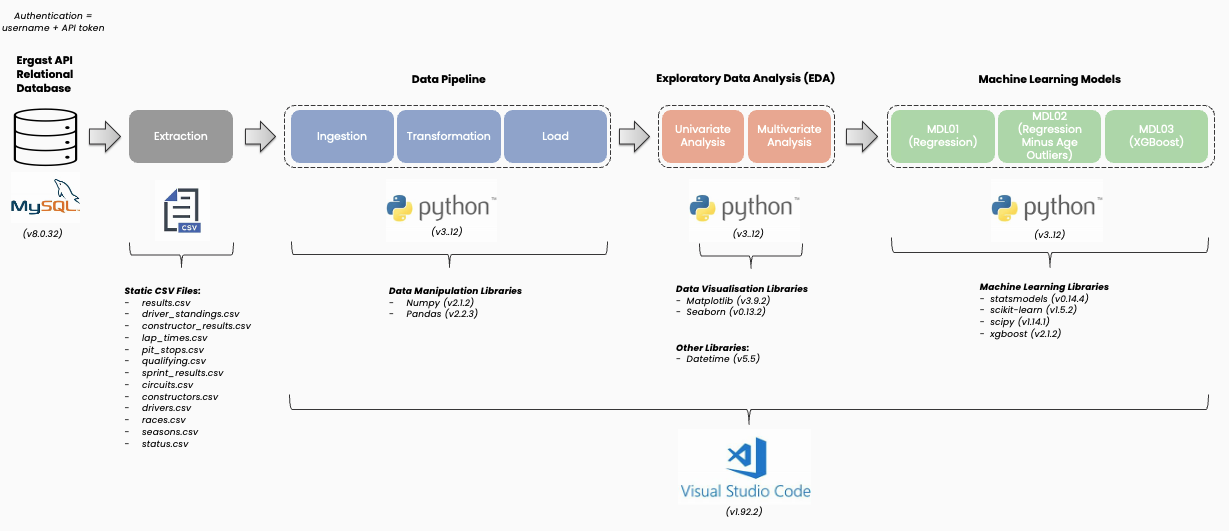 Authentication =
username + API token
Ergast API
Relational
Database
MySQL
(v8.0.32)
Extraction
CSV
Static CSV Files:
- results.csv
- driver_standings.csv
- constructor_results.csv
- lap_times.csv
- pit_stops.csv
- qualifying.csv
- sprint_results.csv
- circuits.csv
- constructors.csv
- drivers.csv
- races.csv
- seasons.csv
- status.csv
Data Pipeline
Ingestion
Transformation
Load
python™
(v3..12)
Data Manipulation Libraries
- Numpy (v2.1.2)
- Pandas (v2.2.3)
Exploratory Data Analysis (EDA)
Univariate
Analysis
Multivariate
Analysis
python™
(v3..12)
Data Visualisation Libraries
- Matplotlib (v3.9.2)
- Seaborn (v0.13.2)
Other Libraries:
- Datetime (v5.5)
Machine Learning Models
MDL01
(Regression)
MDL02
(Regression
Minus Age
Outliers)
MDL03
(XGBoost)
python™
(v3..12)
Machine Learning Libraries
- statsmodels (v0.14.4)
- scikit-learn (v1.5.2)
- scipy (v1.14.1)
- xgboost (v2.1.2)
Visual Studio Code
(v1.92.2)